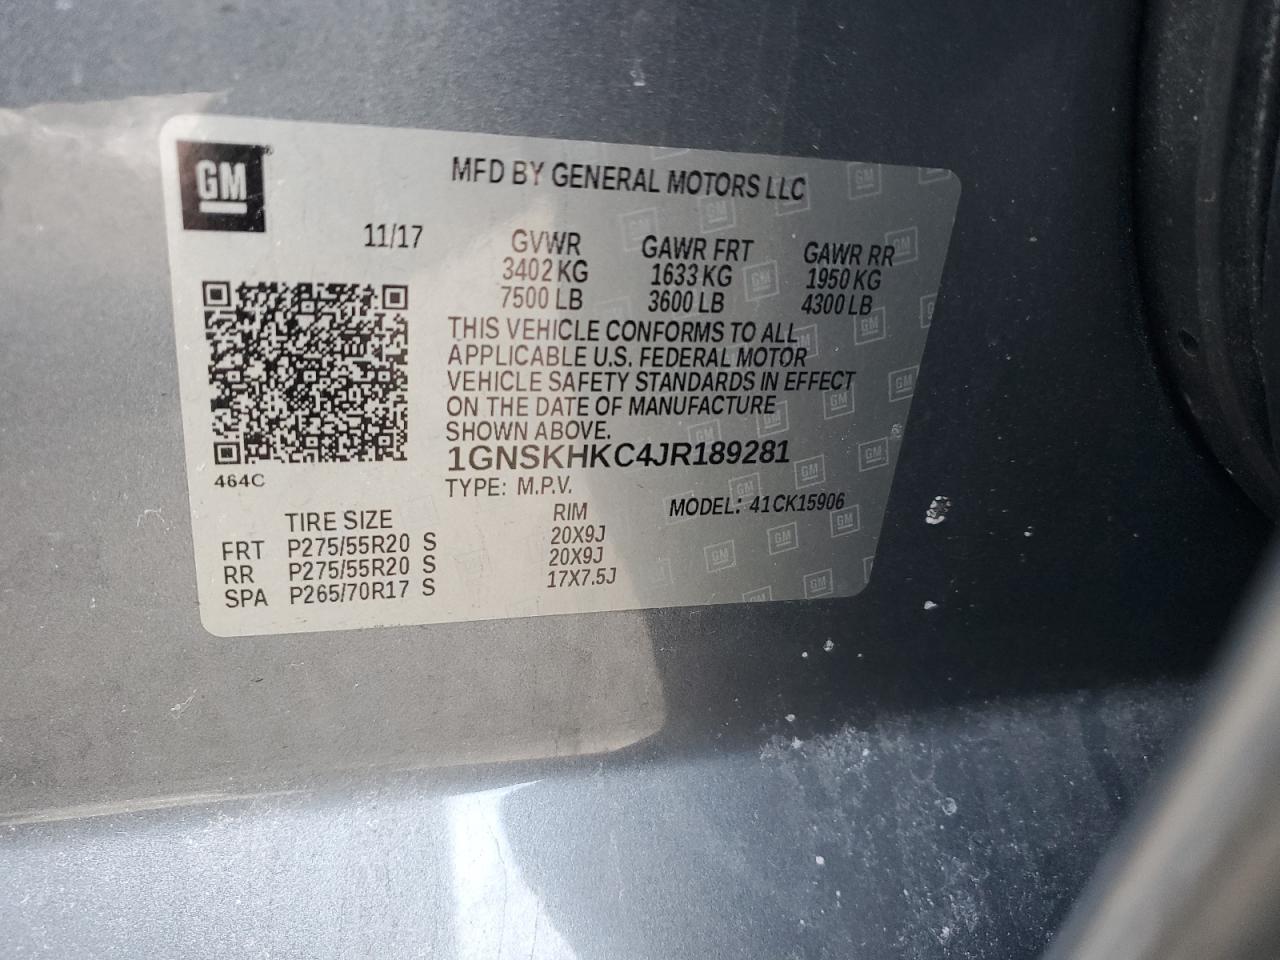 GM
MFD BY GENERAL MOTORS LLC
11/17
GVWR GAWR FRT GAWR RR
3402 KG 1633 KG 1950 KG
7500 LB 3600 LB 4300 LB
THIS VEHICLE CONFORMS TO ALL
APPLICABLE U.S. FEDERAL MOTOR
VEHICLE SAFETY STANDARDS IN EFFECT
ON THE DATE OF MANUFACTURE
SHOWN ABOVE.
1GNSKHKC4JR189281
464C
TYPE: M.P.V. MODEL: 41CK15906
TIRE SIZE RIM
FRT P275/55R20 S 20X9J
RR P275/55R20 S 20X9J
SPA P265/70R17 S 17X7.5J